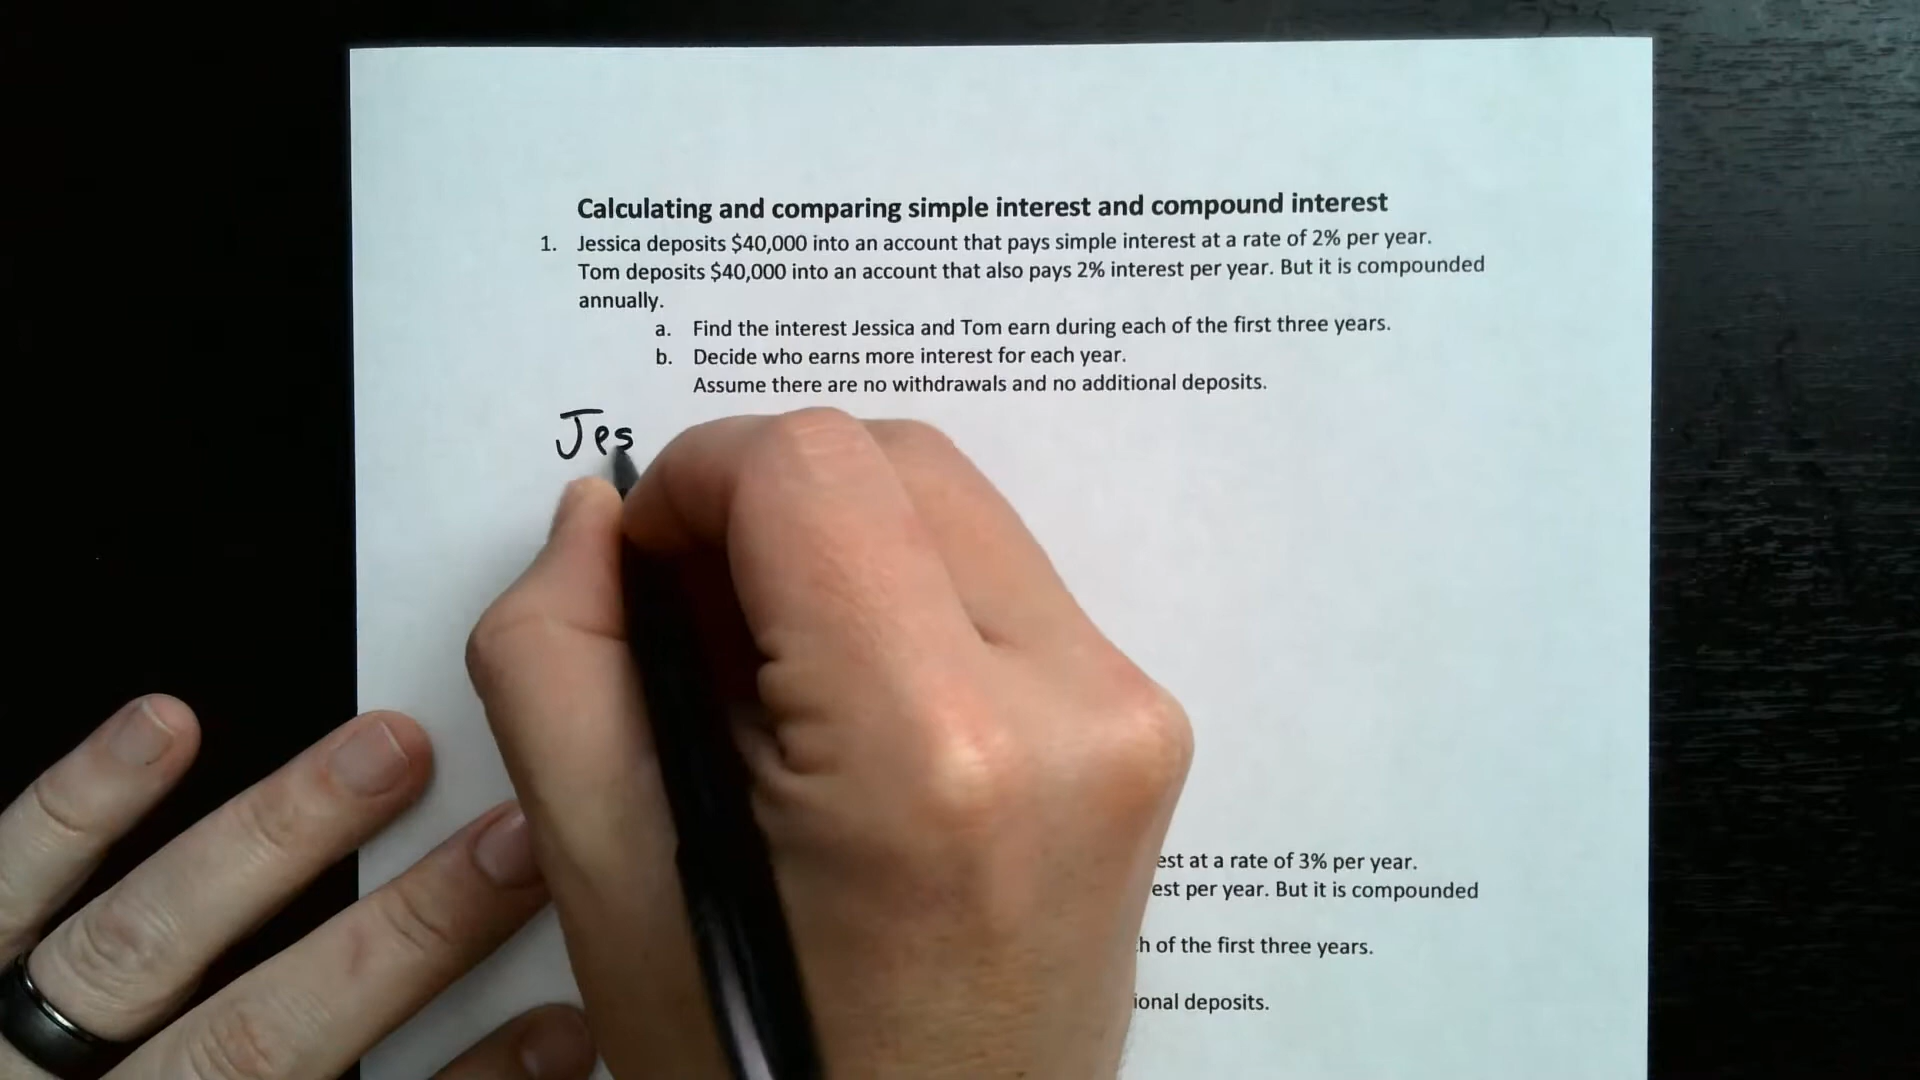 Calculating and comparing simple interest and compound interest
1. Jessica deposits $40,000 into an account that pays simple interest at a rate of 2% per year.
Tom deposits $40,000 into an account that also pays 2% interest per year. But it is compounded
annually.
a. Find the interest Jessica and Tom earn during each of the first three years.
b. Decide who earns more interest for each year.
Assume there are no withdrawals and no additional deposits.
Jes
est at a rate of 3% per year.
est per year. But it is compounded
h of the first three years.
ional deposits.